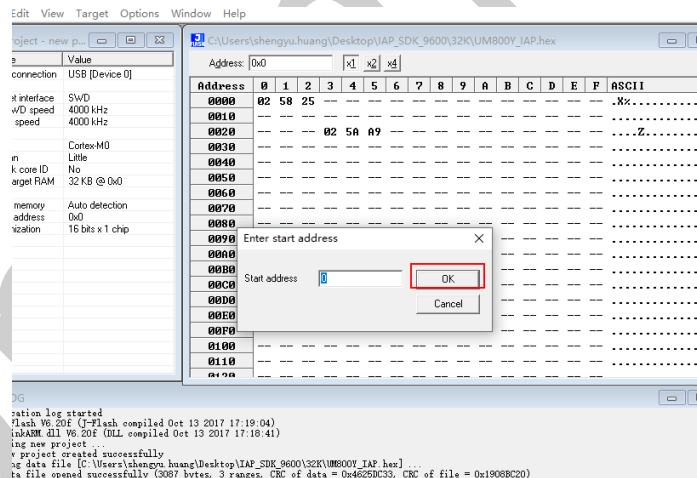 Edit View Target Options Window Help
roject - new p...
Value
connection USB [Device 0]
et interface SWD
WD speed 4000 kHz
speed 4000 kHz
Cortex-M0
n Little
k core ID No
arget RAM 32 KB @ 0x0
memory Auto detection
address 0x0
nization 16 bits x 1 chip
C:\Users\shengyu.huang\Desktop\IAP_SDK_9600\32K\UM800Y_IAP.hex
Address: 0x0 x1 x2 x4
Address 0 1 2 3 4 5 6 7 8 9 A B C D E F ASCII
0000 02 58 25 -- -- -- -- -- -- -- -- -- -- -- -- -- .X%.............
0010 -- -- -- -- -- -- -- -- -- -- -- -- -- -- -- -- ................
0020 -- -- -- 02 5A A9 -- -- -- -- -- -- -- -- -- -- ....Z...........
0030 -- -- -- -- -- -- -- -- -- -- -- -- -- -- -- -- ................
0040 -- -- -- -- -- -- -- -- -- -- -- -- -- -- -- -- ................
0050 -- -- -- -- -- -- -- -- -- -- -- -- -- -- -- -- ................
0060 -- -- -- -- -- -- -- -- -- -- -- -- -- -- -- -- ................
0070 -- -- -- -- -- -- -- -- -- -- -- -- -- -- -- -- ................
0080 -- -- -- -- -- -- -- -- -- -- -- -- -- -- -- -- ................
0090
00A0
00B0
00C0
00D0
00E0
00F0
0100 -- -- -- -- -- -- -- -- -- -- -- -- -- -- -- -- ................
0110 -- -- -- -- -- -- -- -- -- -- -- -- -- -- -- -- ................
0120
Enter start address
Start address 0 OK
Cancel
OG
cation log started
Flash V6.20f (J-Flash compiled Oct 13 2017 17:19:04)
inkARM.dll V6.20f (DLL compiled Oct 13 2017 17:18:41)
ing new project ...
w project created successfully
ng data file [C:\Users\shengyu.huang\Desktop\IAP_SDK_9600\32K\UM800Y_IAP.hex] ...
ta file opened successfully (3087 bytes, 3 ranges, CRC of data = 0x4625DC33, CRC of file = 0x1908BC20)